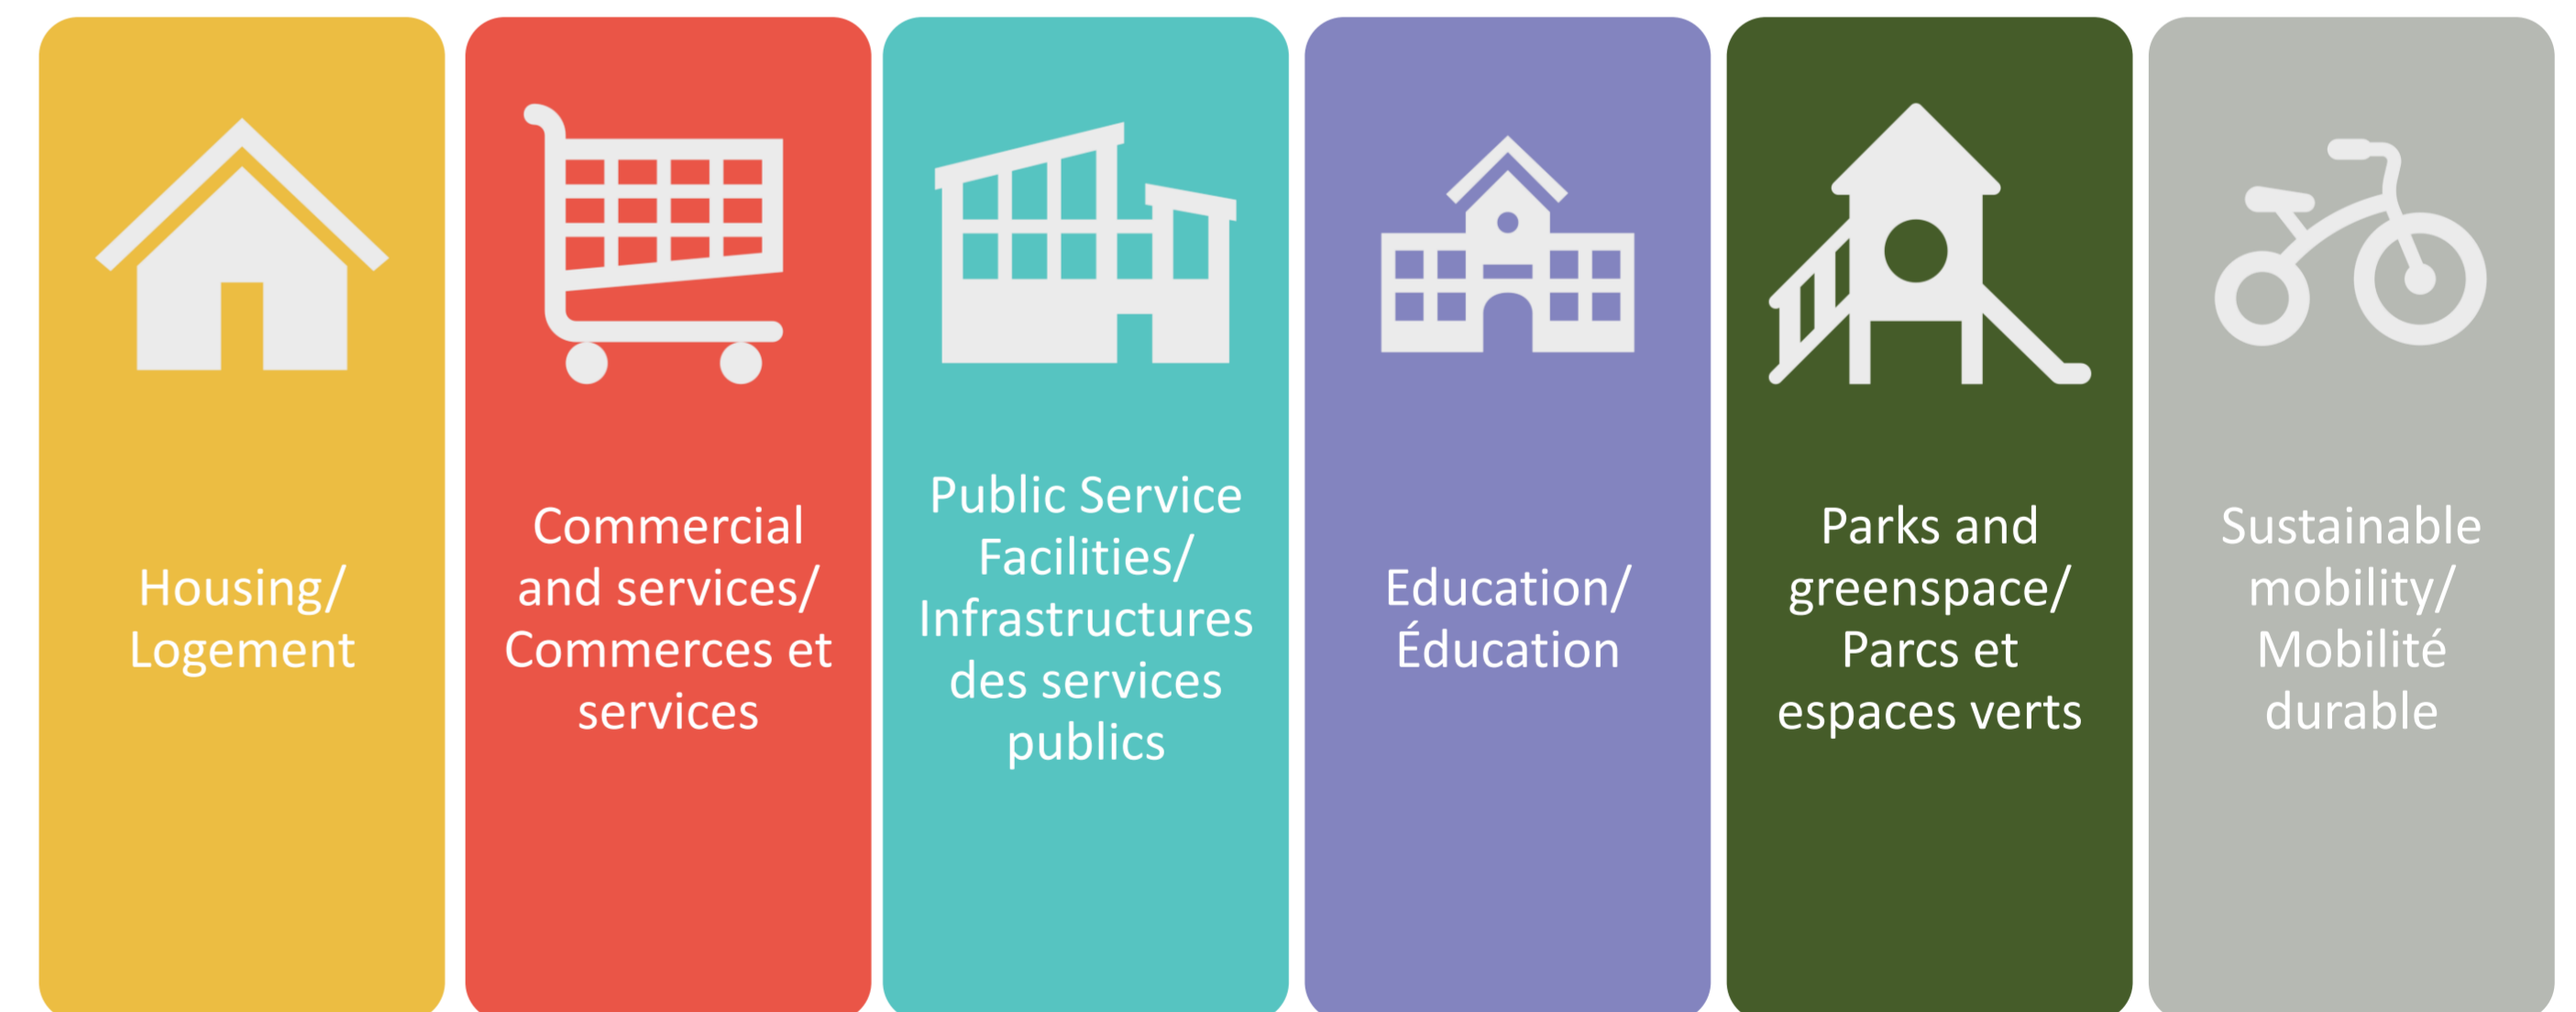 Housing/
Logement
Commercial
and services/
Commerces et
services
Public Service
Facilities/
Infrastructures
des services
publics
Education/
Éducation
Parks and
greenspace/
Parcs et
espaces verts
Sustainable
mobility/
Mobilité
durable